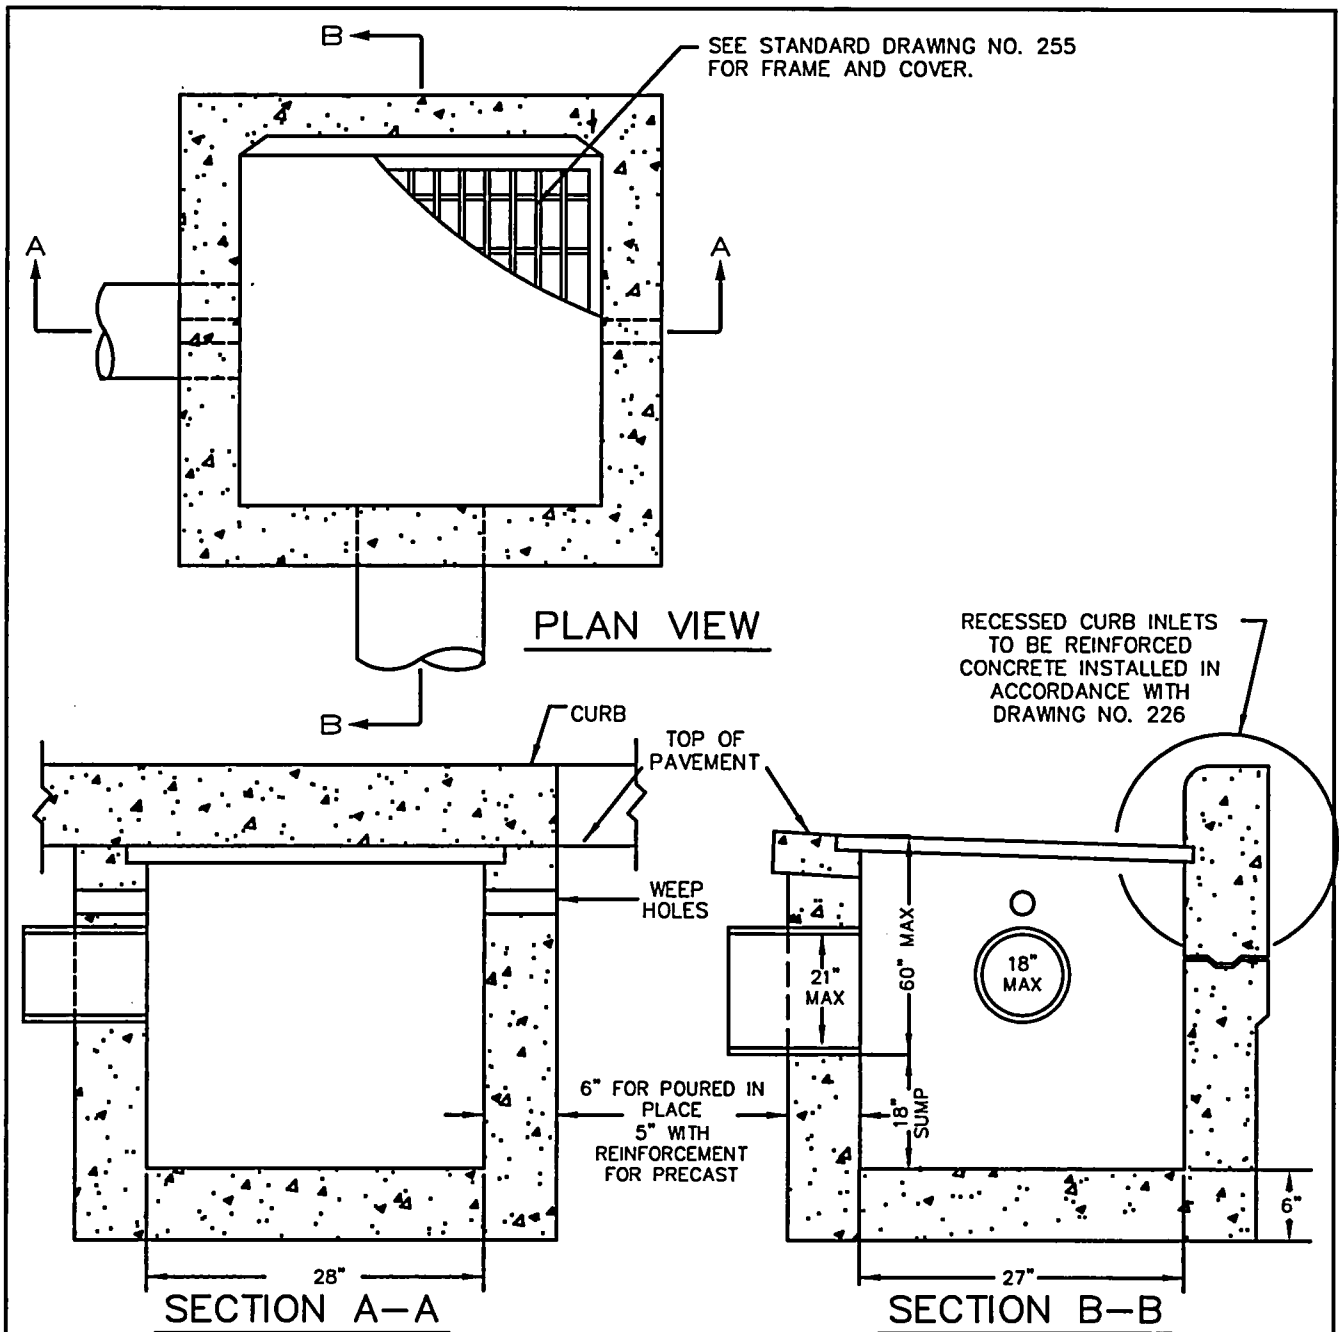 B
SEE STANDARD DRAWING NO. 255
FOR FRAME AND COVER.
A
A
PLAN VIEW
B
RECESSED CURB INLETS
TO BE REINFORCED
CONCRETE INSTALLED IN
ACCORDANCE WITH
DRAWING NO. 226
CURB
TOP OF
PAVEMENT
WEEP
HOLES
21"
MAX
60" MAX
18"
MAX
18"
SUMP
6" FOR POURED IN
PLACE
5" WITH
REINFORCEMENT
FOR PRECAST
6"
28"
27"
SECTION A-A
SECTION B-B